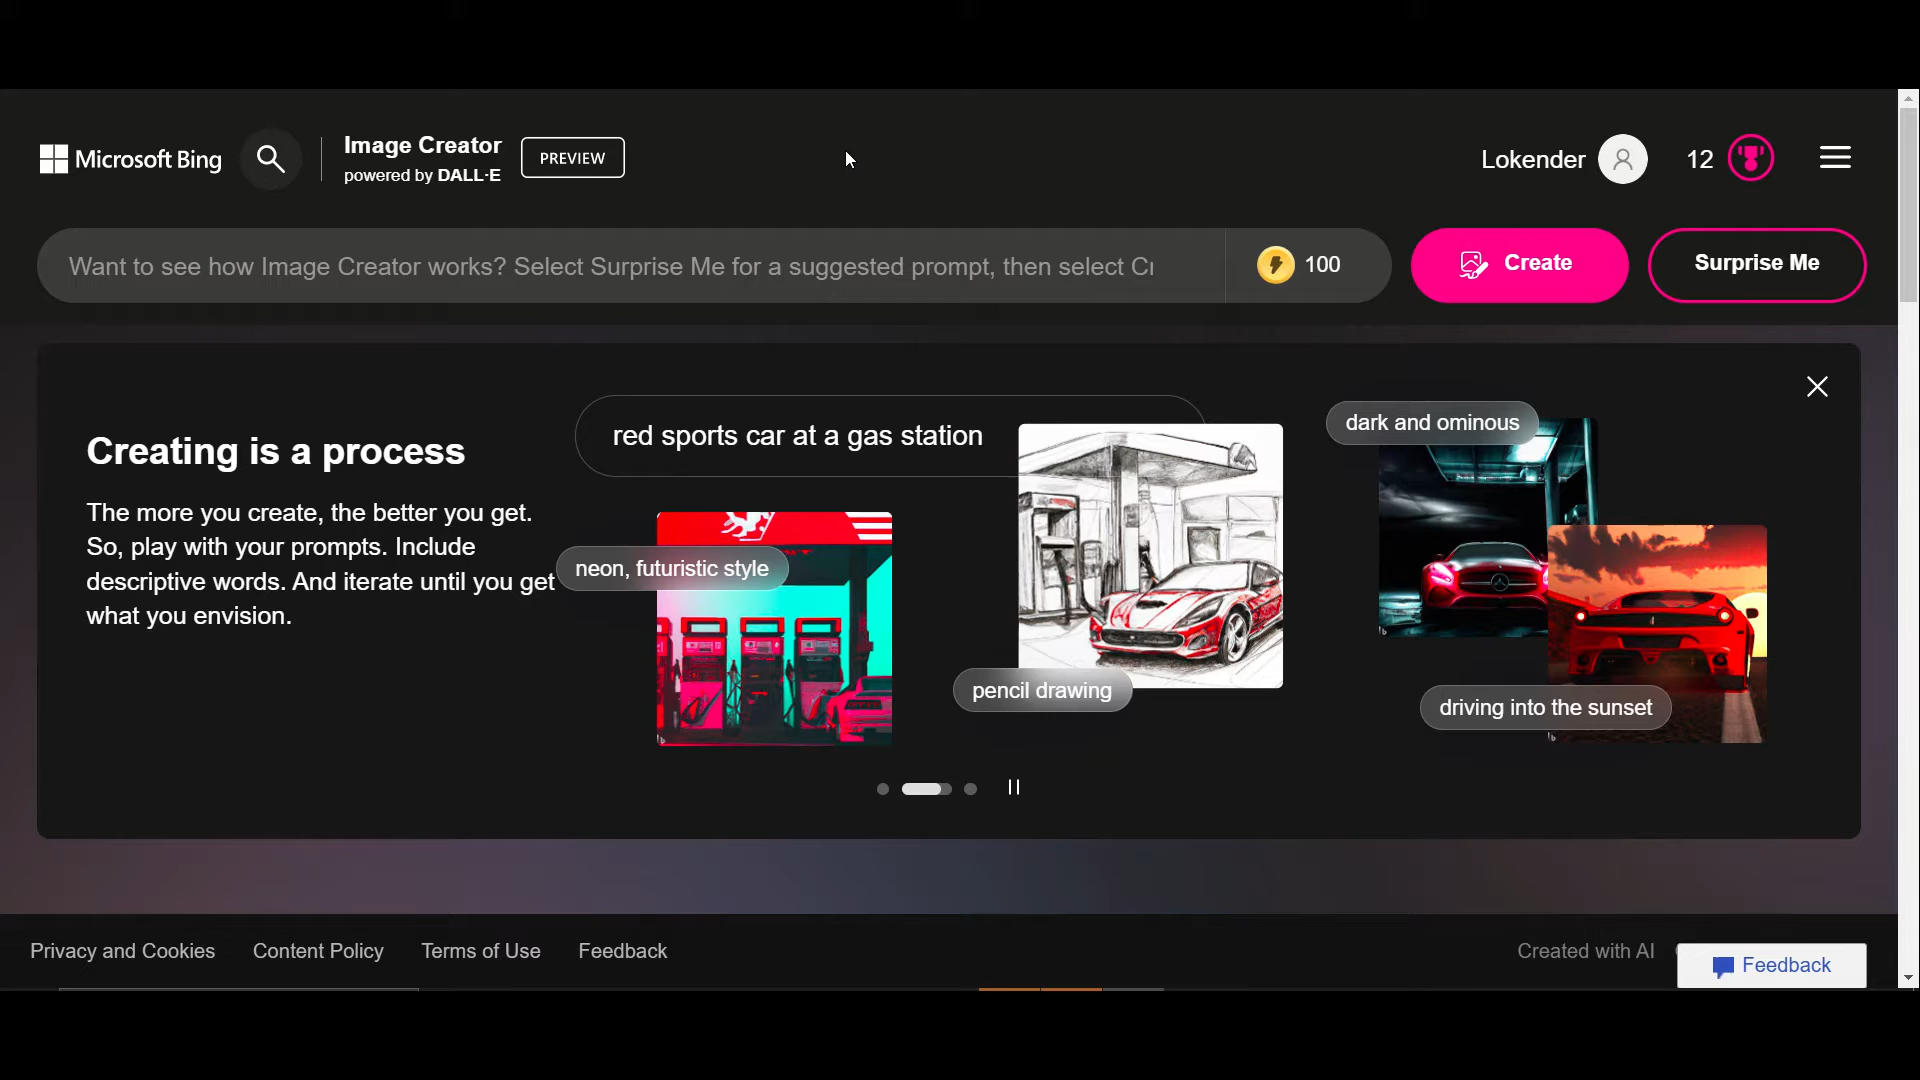 Microsoft Bing
Image Creator
powered by DALL·E
PREVIEW
Lokender
12
Want to see how Image Creator works? Select Surprise Me for a suggested prompt, then select
100
Create
Surprise Me
Creating is a process
The more you create, the better you get.
So, play with your prompts. Include
descriptive words. And iterate until you get
what you envision.
red sports car at a gas station
neon, futuristic style
pencil drawing
dark and ominous
driving into the sunset
Privacy and Cookies
Content Policy
Terms of Use
Feedback
Created with AI
Feedback